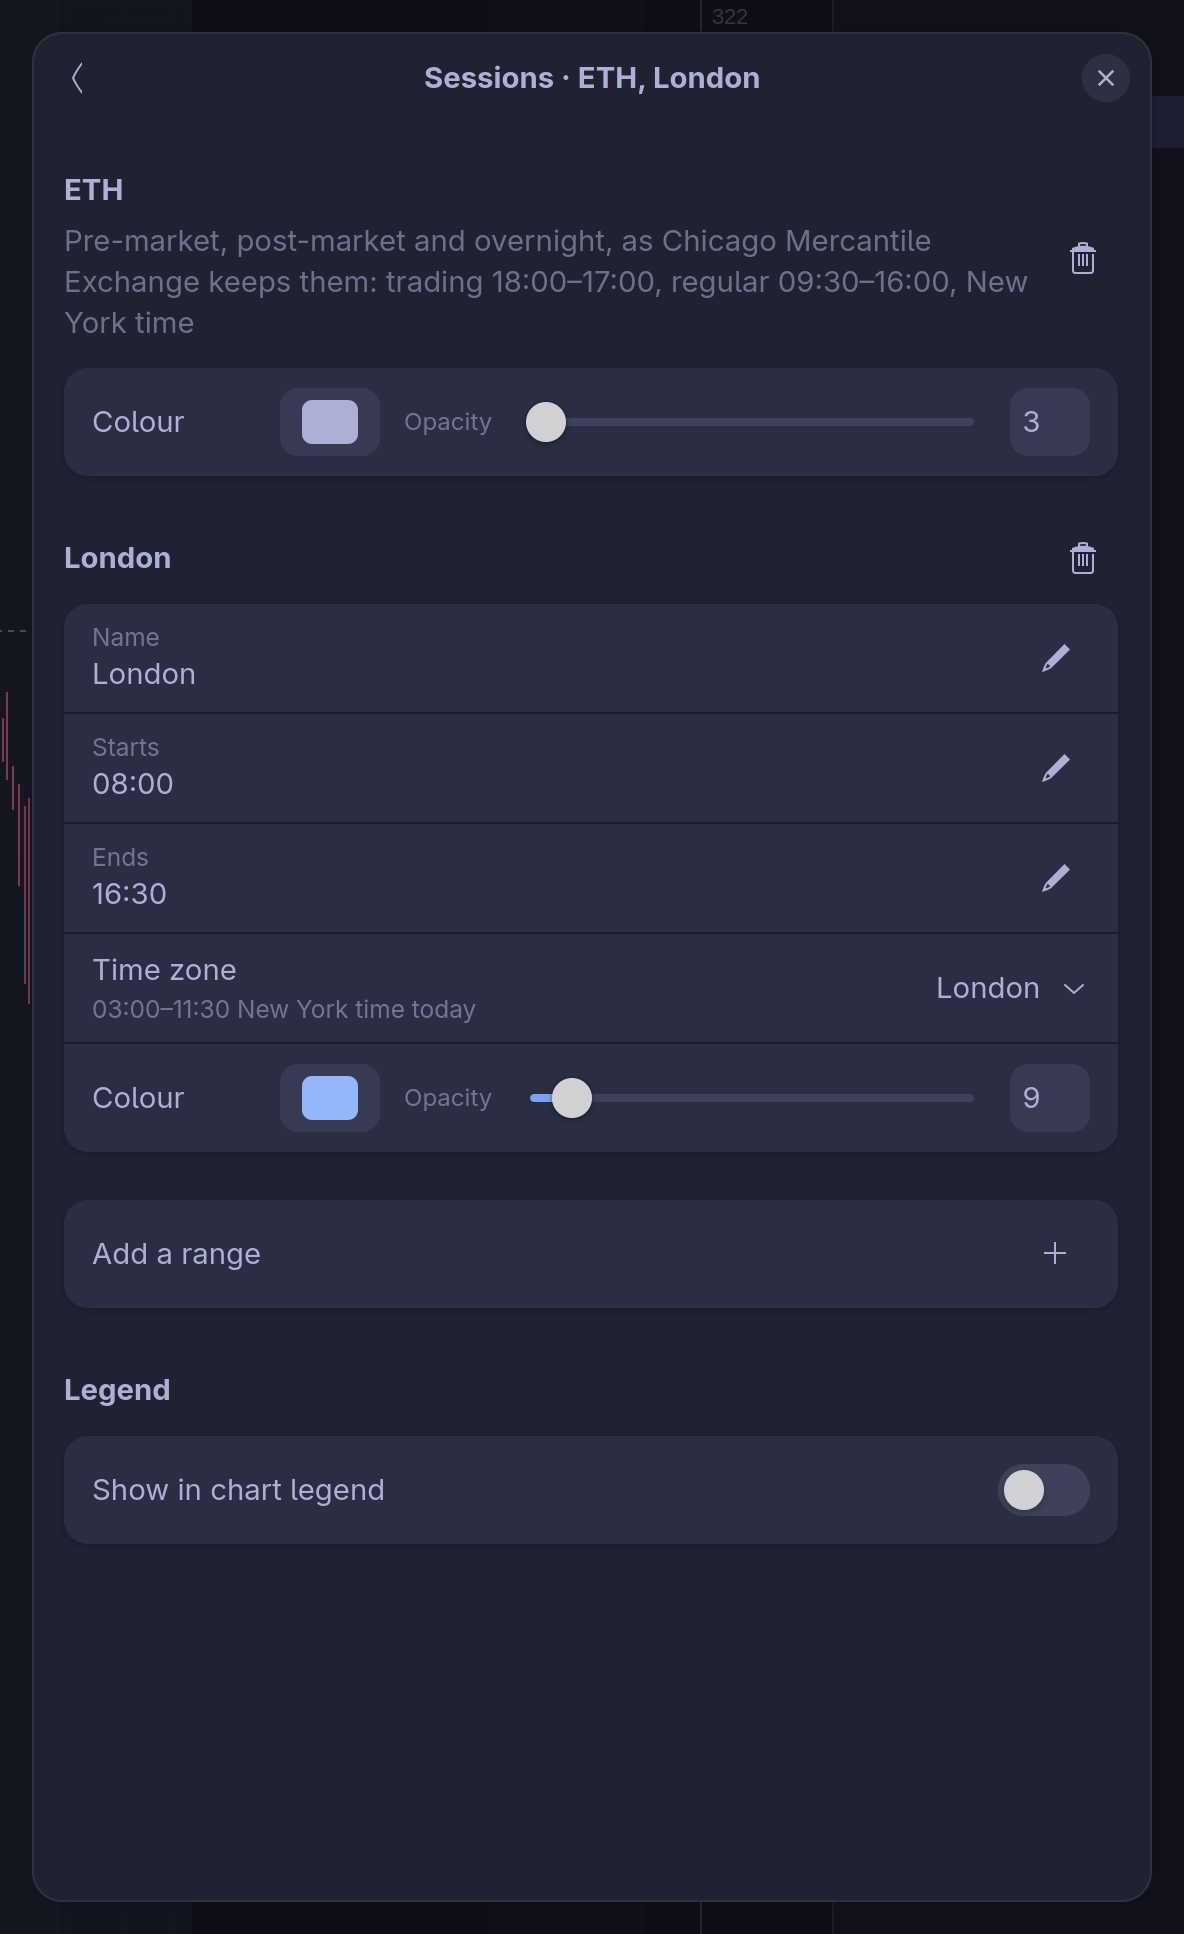 322
Sessions · ETH, London
ETH
Pre-market, post-market and overnight, as Chicago Mercantile
Exchange keeps them: trading 18:00–17:00, regular 09:30–16:00, New
York time
Colour
Opacity
3
London
Name
London
Starts
08:00
Ends
16:30
Time zone
03:00–11:30 New York time today
London
Colour
Opacity
9
Add a range
Legend
Show in chart legend